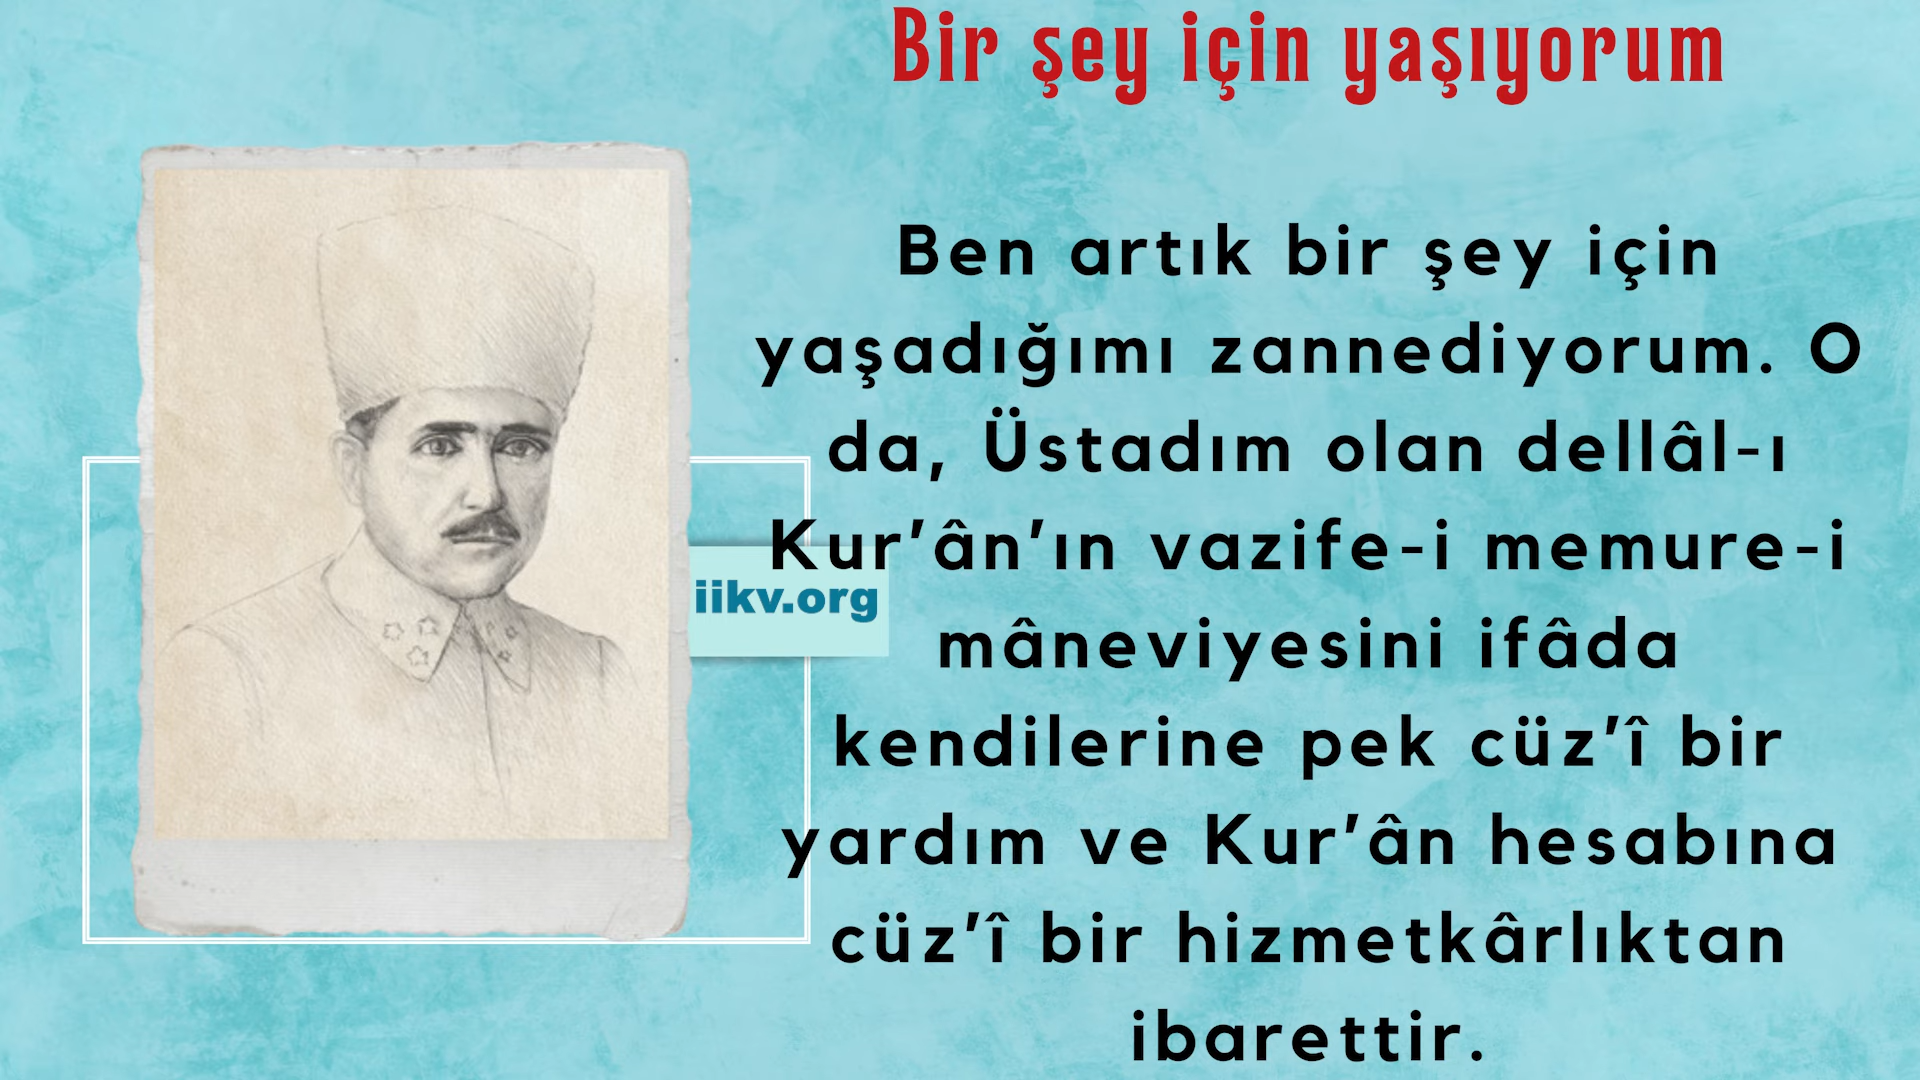 Bir şey için yaşıyorum
Ben artık bir şey için
yaşadığımı zannediyorum. O
da, Üstadım olan dellâl-ı
Kur’ân’ın vazife-i memure-i
mâneviyesini ifâda
kendilerine pek cüz’î bir
yardım ve Kur’ân hesabına
cüz’î bir hizmetkârlıktan
ibarettir.
iikv.org